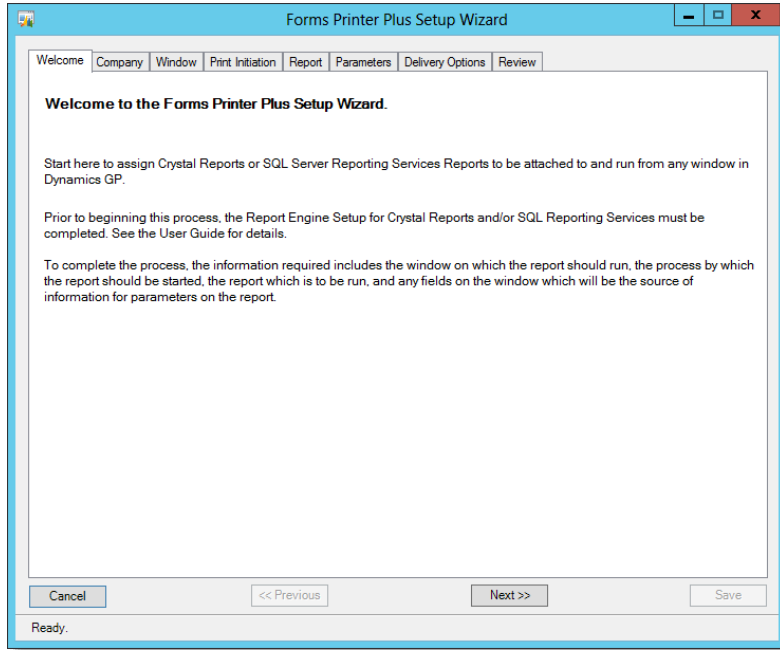 Forms Printer Plus Setup Wizard
Welcome Company Window Print Initiation Report Parameters Delivery Options Review
Welcome to the Forms Printer Plus Setup Wizard.
Start here to assign Crystal Reports or SQL Server Reporting Services Reports to be attached to and run from any window in
Dynamics GP.
Prior to beginning this process, the Report Engine Setup for Crystal Reports and/or SQL Reporting Services must be
completed. See the User Guide for details.
To complete the process, the information required includes the window on which the report should run, the process by which
the report should be started, the report which is to be run, and any fields on the window which will be the source of
information for parameters on the report.
Cancel << Previous Next >> Save
Ready.